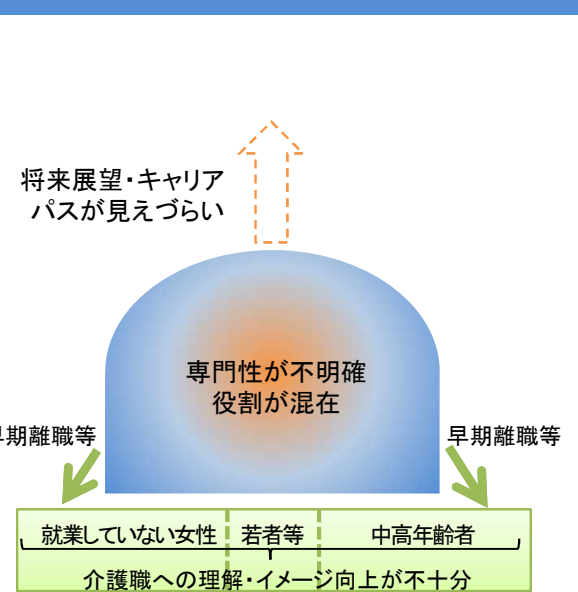 将来展望・キャリア
パスが見えづらい
専門性が不明確
役割が混在
早期離職等
早期離職等
就業していない女性
若者等
中高年齢者
介護職への理解・イメージ向上が不十分